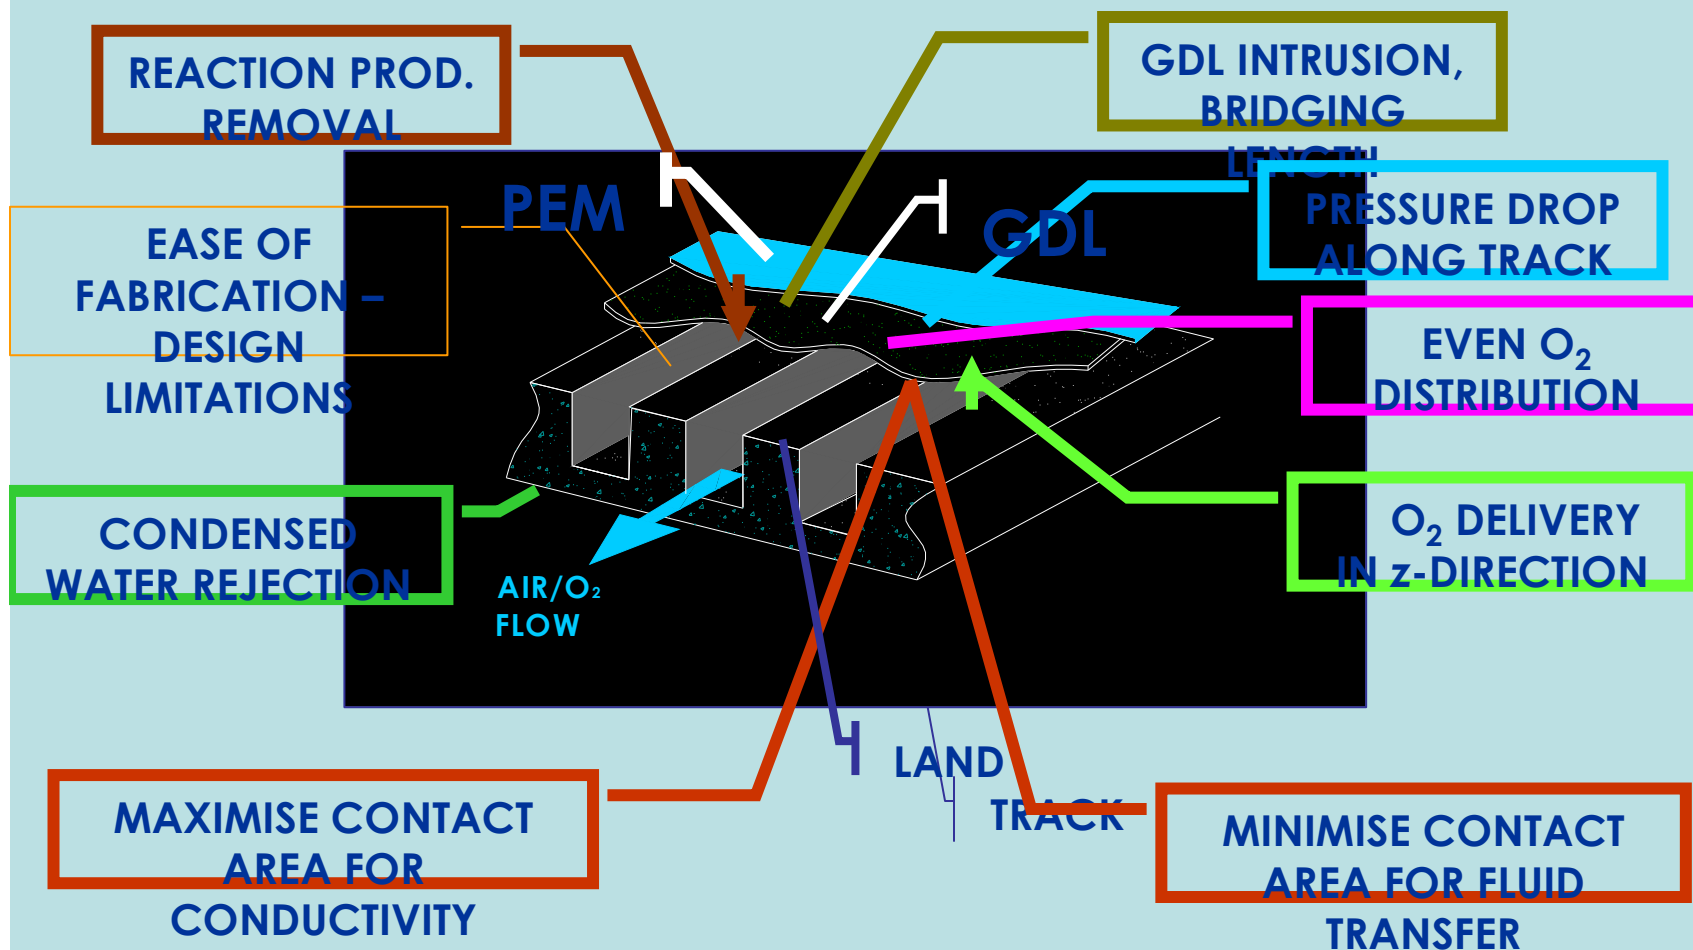 REACTION PROD.
REMOVAL
GDL INTRUSION,
BRIDGING
LENGTH
PEM
GDL
PRESSURE DROP
ALONG TRACK
EASE OF
FABRICATION –
DESIGN
LIMITATIONS
EVEN O₂
DISTRIBUTION
CONDENSED
WATER REJECTION
O₂ DELIVERY
IN z-DIRECTION
AIR/O₂
FLOW
LAND
TRACK
MAXIMISE CONTACT
AREA FOR
CONDUCTIVITY
MINIMISE CONTACT
AREA FOR FLUID
TRANSFER